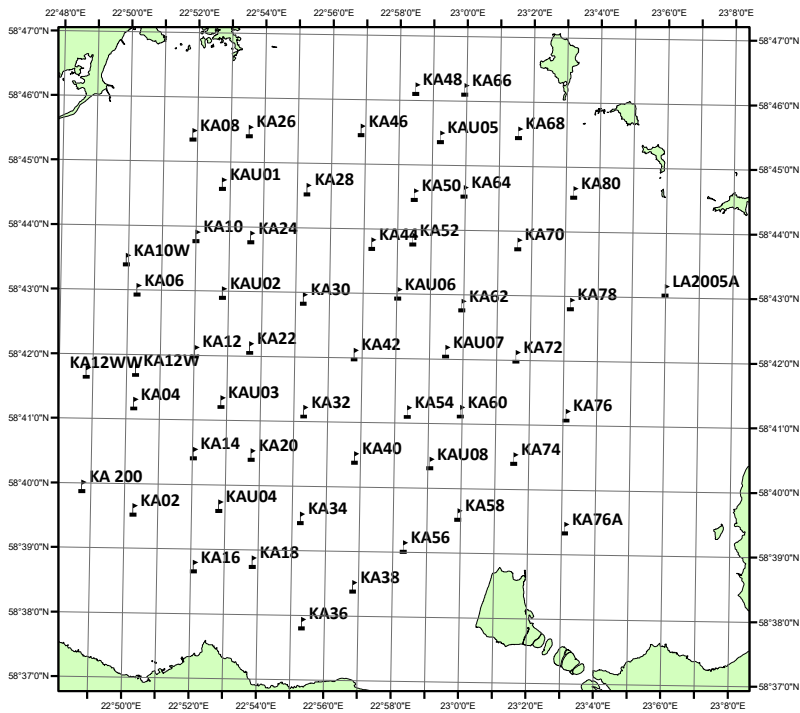 22°48'0"E 22°50'0"E 22°52'0"E 22°54'0"E 22°56'0"E 22°58'0"E 23°0'0"E 23°2'0"E 23°4'0"E 23°6'0"E 23°8'0"E
58°47'0"N 58°47'0"N
KA48 KA66
58°46'0"N 58°46'0"N
KA08 KA26 KA46 KAU05 KA68
58°45'0"N 58°45'0"N
KAU01 KA28 KA50 KA64 KA80
58°44'0"N 58°44'0"N
KA10 KA24 KA44 KA52 KA70
KA10W
KA06 KAU02 KA30 KAU06 KA62 KA78 LA2005A
58°43'0"N 58°43'0"N
KA12 KA22 KA42 KAU07 KA72
58°42'0"N 58°42'0"N
KA12WW KA12W
KA04 KAU03 KA32 KA54 KA60 KA76
58°41'0"N 58°41'0"N
KA14 KA20 KA40 KAU08 KA74
58°40'0"N 58°40'0"N
KA 200
KA02 KAU04 KA34 KA58 KA76A
58°39'0"N 58°39'0"N
KA16 KA18 KA56
KA38
58°38'0"N 58°38'0"N
KA36
58°37'0"N 58°37'0"N
22°50'0"E 22°52'0"E 22°54'0"E 22°56'0"E 22°58'0"E 23°0'0"E 23°2'0"E 23°4'0"E 23°6'0"E 23°8'0"E